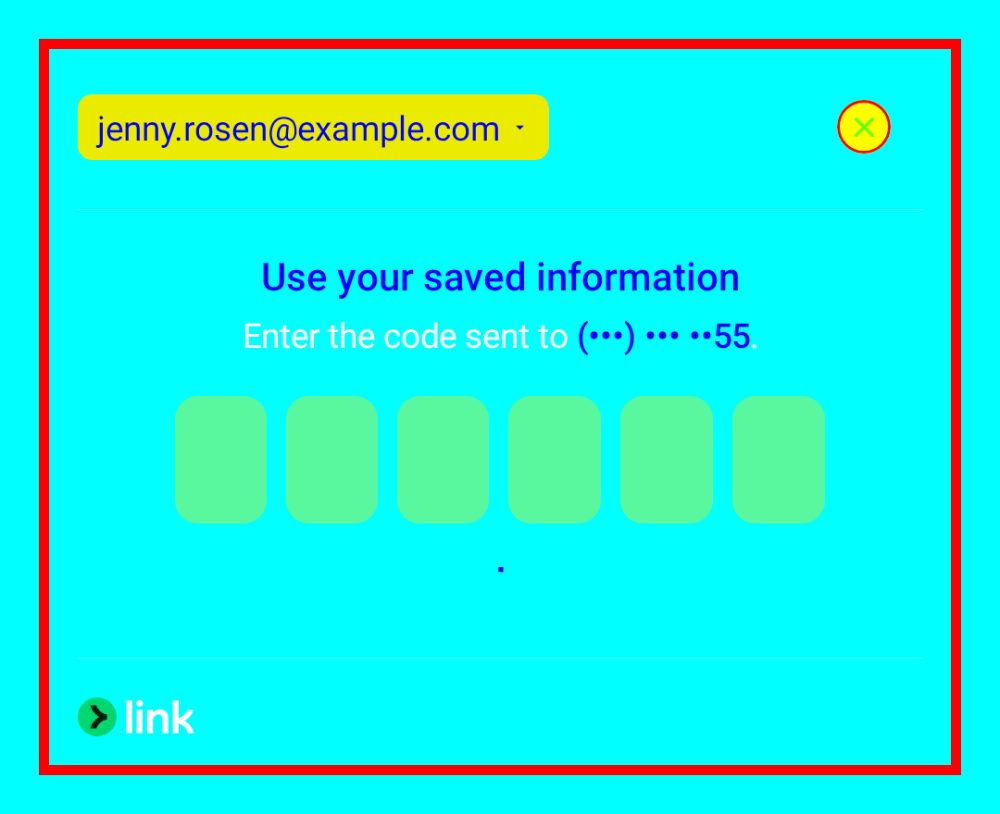 jenny.rosen@example.com
Use your saved information
Enter the code sent to (•••) ••• ••55.
link